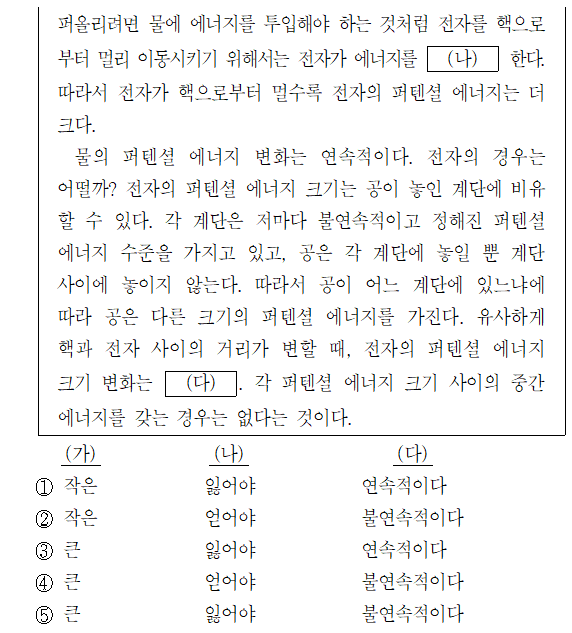 퍼올리려면 물에 에너지를 투입해야 하는 것처럼 전자를 핵으로
부터 멀리 이동시키기 위해서는 전자가 에너지를 (나) 한다.
따라서 전자가 핵으로부터 멀수록 전자의 퍼텐셜 에너지는 더
크다.
물의 퍼텐셜 에너지 변화는 연속적이다. 전자의 경우는
어떨까? 전자의 퍼텐셜 에너지 크기는 공이 놓인 계단에 비유
할 수 있다. 각 계단은 저마다 불연속적이고 정해진 퍼텐셜
에너지 수준을 가지고 있고, 공은 각 계단에 놓일 뿐 계단
사이에 놓이지 않는다. 따라서 공이 어느 계단에 있느냐에
따라 공은 다른 크기의 퍼텐셜 에너지를 가진다. 유사하게
핵과 전자 사이의 거리가 변할 때, 전자의 퍼텐셜 에너지
크기 변화는 (다) . 각 퍼텐셜 에너지 크기 사이의 중간
에너지를 갖는 경우는 없다는 것이다.
(가) (나) (다)
① 작은 잃어야 연속적이다
② 작은 얻어야 불연속적이다
③ 큰 잃어야 연속적이다
④ 큰 얻어야 불연속적이다
⑤ 큰 잃어야 불연속적이다